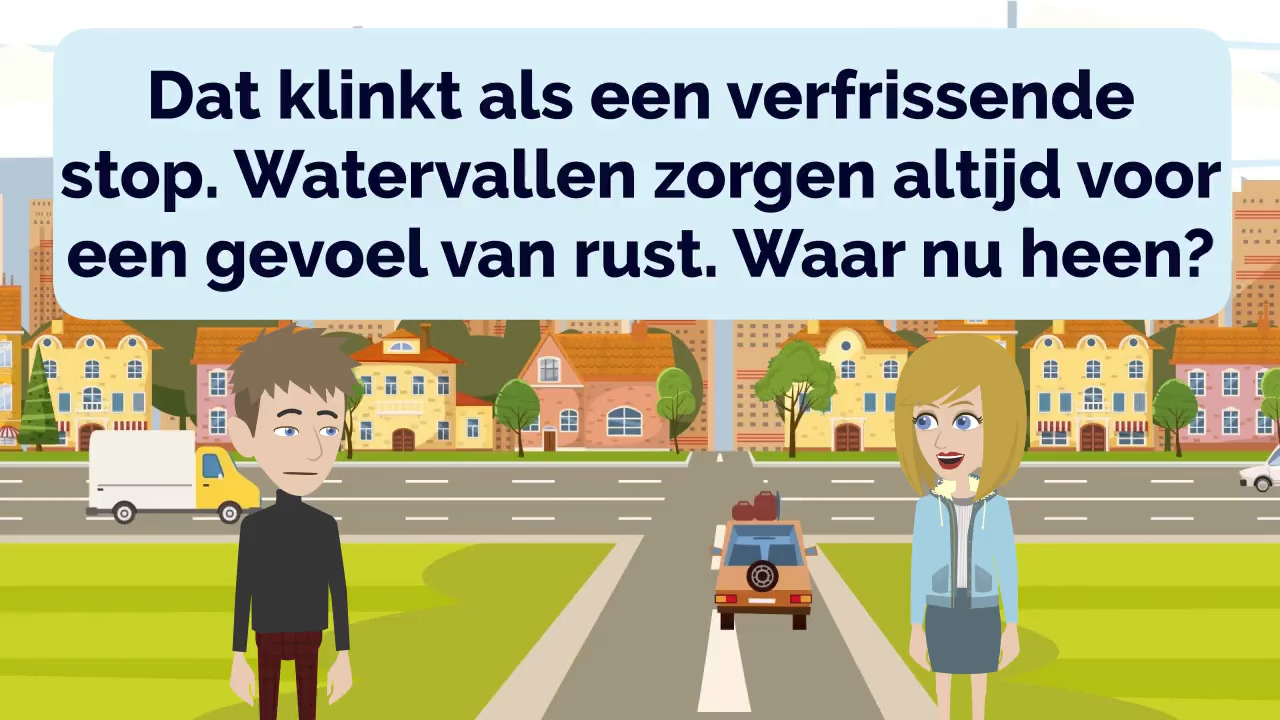 Dat klinkt als een verfrissende
stop. Watervallen zorgen altijd voor
een gevoel van rust. Waar nu heen?